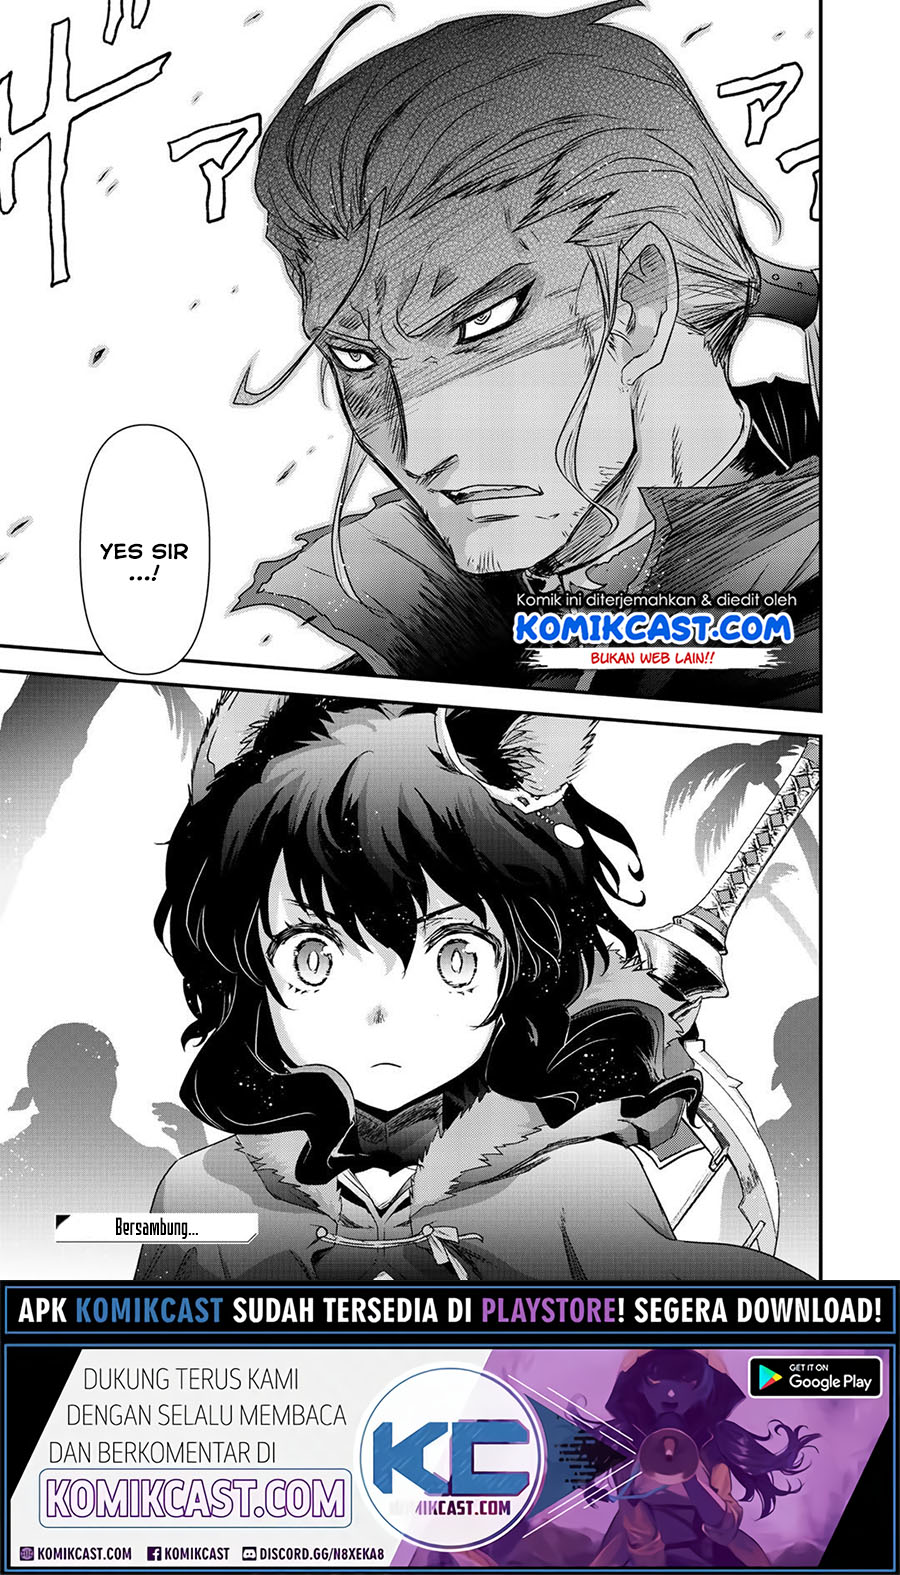 ザァァ
YES SIR
...!
Komik ini diterjemahkan & diedit oleh
KOMIKCAST.COM
BUKAN WEB LAIN!!
Bersambung...
APK KOMIKCAST SUDAH TERSEDIA DI PLAYSTORE! SEGERA DOWNLOAD!
DUKUNG TERUS KAMI
DENGAN SELALU MEMBACA
DAN BERKOMENTAR DI
KOMIKCAST.COM
KC
KOMIKCAST.COM
GET IT ON
Google Play
KOMIKCAST.COM KOMIKCAST DISCORD.GG/N8XEKA8